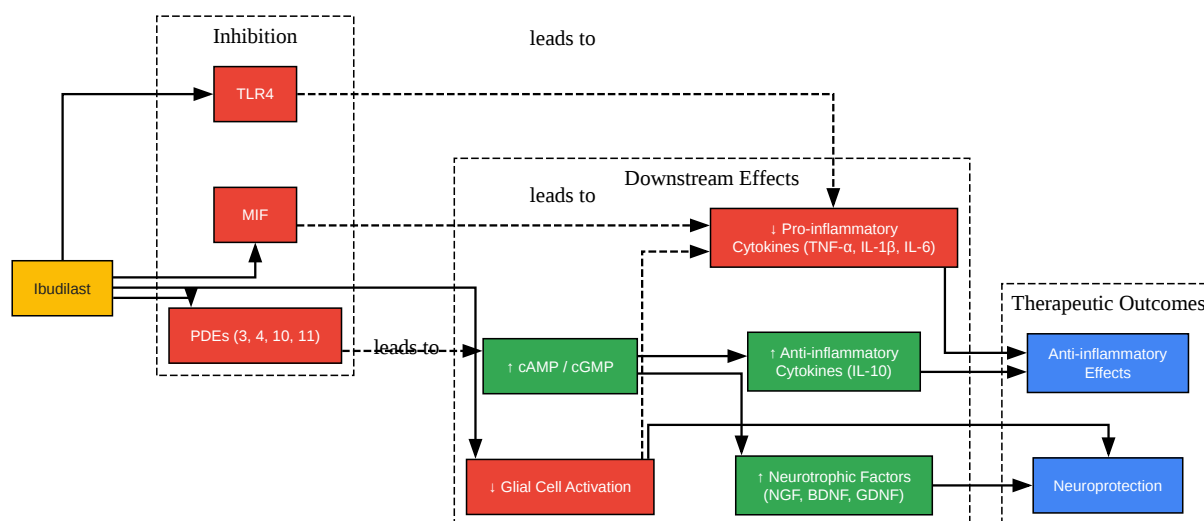 Inhibition
leads to
TLR4
Downstream Effects
MIF
leads to
↓ Pro-inflammatory
Cytokines (TNF-α, IL-1β, IL-6)
Ibudilast
Therapeutic Outcomes
PDEs (3, 4, 10, 11)
leads to
↑ cAMP / cGMP
↑ Anti-inflammatory
Cytokines (IL-10)
Anti-inflammatory
Effects
↓ Glial Cell Activation
↑ Neurotrophic Factors
(NGF, BDNF, GDNF)
Neuroprotection